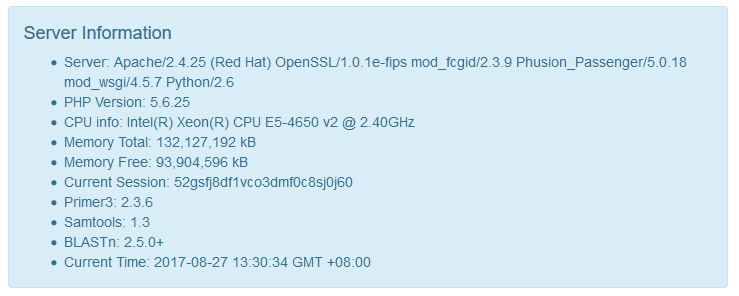 Server Information
Server: Apache/2.4.25 (Red Hat) OpenSSL/1.0.1e-fips mod_fcgid/2.3.9 Phusion_Passenger/5.0.18
mod_wsgi/4.5.7 Python/2.6
PHP Version: 5.6.25
CPU info: Intel(R) Xeon(R) CPU E5-4650 v2 @ 2.40GHz
Memory Total: 132,127,192 kB
Memory Free: 93,904,596 kB
Current Session: 52gsfj8df1vco3dmf0c8sj0j60
Primer3: 2.3.6
Samtools: 1.3
BLASTn: 2.5.0+
Current Time: 2017-08-27 13:30:34 GMT +08:00